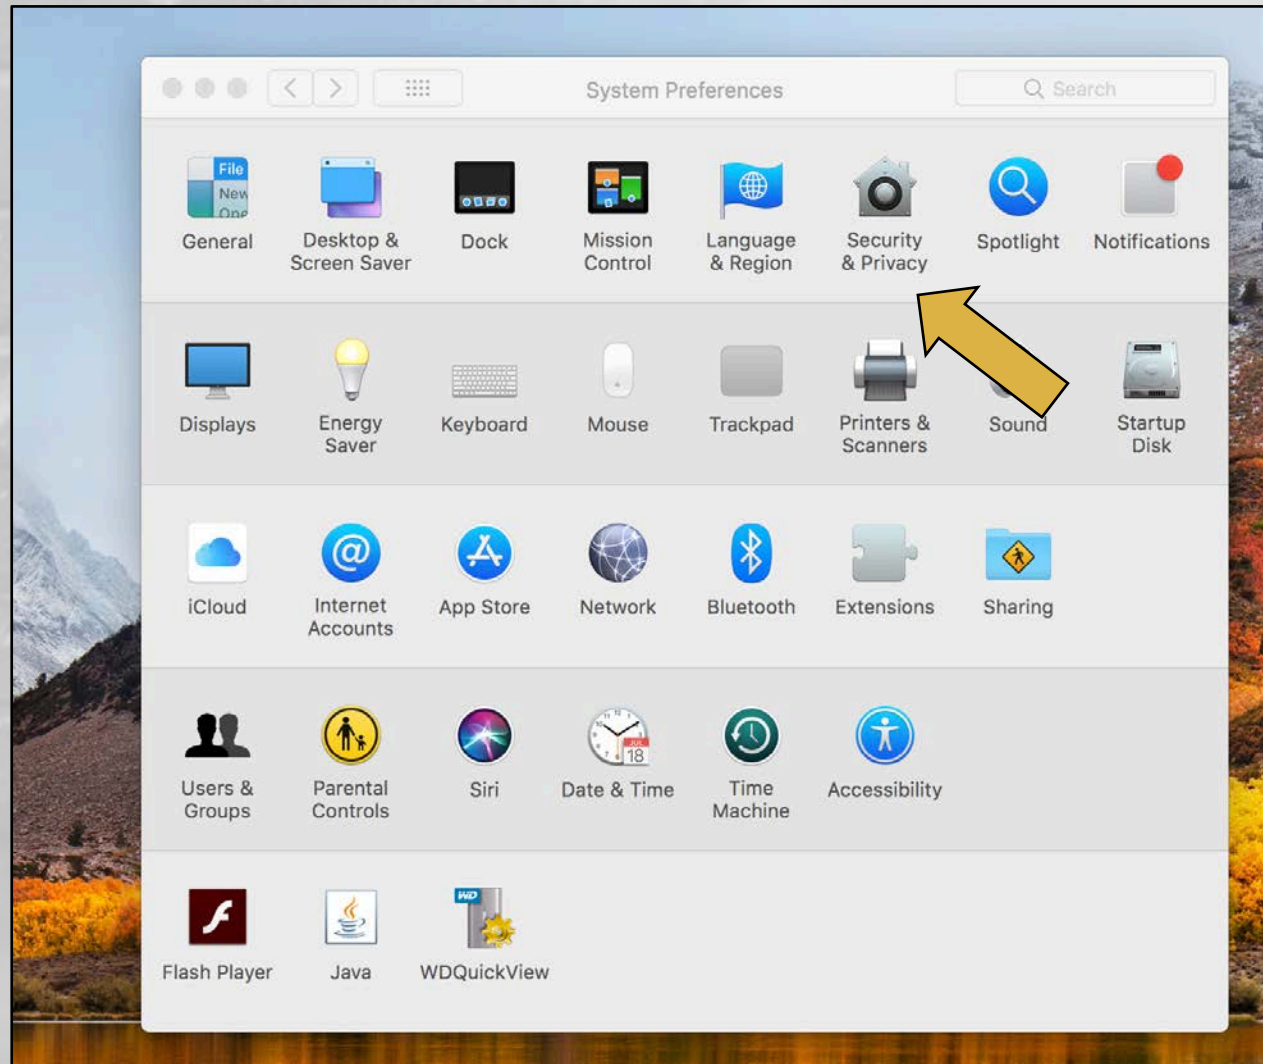 System Preferences
Search
File
New
Ope
General
Desktop &
Screen Saver
Dock
Mission
Control
Language
& Region
Security
& Privacy
Spotlight
Notifications
Displays
Energy
Saver
Keyboard
Mouse
Trackpad
Printers &
Scanners
Sound
Startup
Disk
iCloud
@
Internet
Accounts
App Store
Network
Bluetooth
Extensions
Sharing
Users &
Groups
Parental
Controls
Siri
JUL
18
Date & Time
Time
Machine
Accessibility
Flash Player
Java
WD
WDQuickView